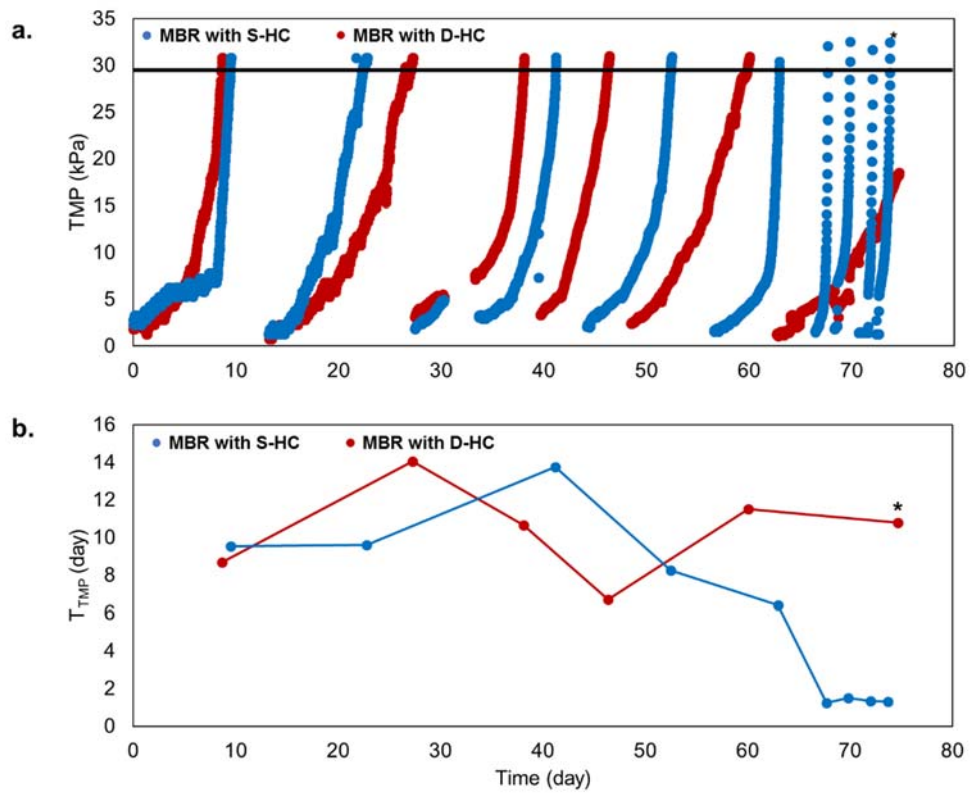 a.
MBR with S-HC
MBR with D-HC
*
TMP (kPa)
35
30
25
20
15
10
5
0
0 10 20 30 40 50 60 70 80
b.
MBR with S-HC
MBR with D-HC
*
T_TMP (day)
16
14
12
10
8
6
4
2
0
0 10 20 30 40 50 60 70 80
Time (day)